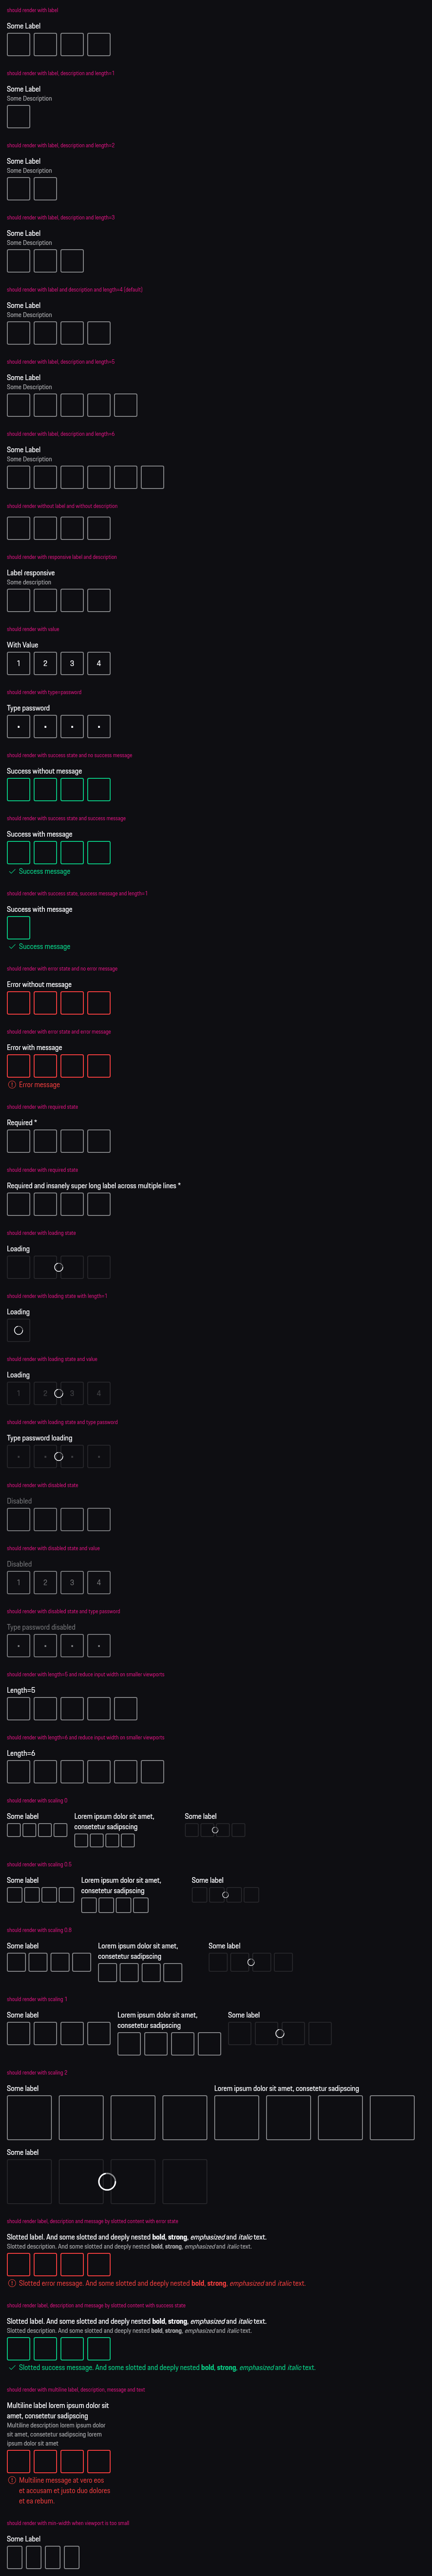 should render with label
Some Label
should render with label, description and length=1
Some Label
Some Description
should render with label, description and length=2
Some Label
Some Description
should render with label, description and length=3
Some Label
Some Description
should render with label and description and length=4 (default)
Some Label
Some Description
should render with label, description and length=5
Some Label
Some Description
should render with label, description and length=6
Some Label
Some Description
should render without label and without description
should render with responsive label and description
Label responsive
Some description
should render with value
With Value
1 2 3 4
should render with type=password
Type password
• • • •
should render with success state and no success message
Success without message
should render with success state and success message
Success with message
Success message
should render with success state, success message and length=1
Success with message
Success message
should render with error state and no error message
Error without message
should render with error state and error message
Error with message
Error message
should render with required state
Required *
should render with required state
Required and insanely super long label across multiple lines *
should render with loading state
Loading
should render with loading state with length=1
Loading
should render with loading state and value
Loading
1 2 3 4
should render with loading state and type password
Type password loading
• • • •
should render with disabled state
Disabled
should render with disabled state and value
Disabled
1 2 3 4
should render with disabled state and type password
Type password disabled
• • • •
should render with length=5 and reduce input width on smaller viewports
Length=5
should render with length=6 and reduce input width on smaller viewports
Length=6
should render with scaling 0
Some label Lorem ipsum dolor sit amet, Some label
consetetur sadipscing
should render with scaling 0.5
Some label Lorem ipsum dolor sit amet, Some label
consetetur sadipscing
should render with scaling 0.8
Some label Lorem ipsum dolor sit amet, Some label
consetetur sadipscing
should render with scaling 1
Some label Lorem ipsum dolor sit amet, Some label
consetetur sadipscing
should render with scaling 2
Some label Lorem ipsum dolor sit amet, consetetur sadipscing
Some label
should render label, description and message by slotted content with error state
Slotted label. And some slotted and deeply nested bold, strong, emphasized and italic text.
Slotted description. And some slotted and deeply nested bold, strong, emphasized and italic text.
Slotted error message. And some slotted and deeply nested bold, strong, emphasized and italic text.
should render label, description and message by slotted content with success state
Slotted label. And some slotted and deeply nested bold, strong, emphasized and italic text.
Slotted description. And some slotted and deeply nested bold, strong, emphasized and italic text.
Slotted success message. And some slotted and deeply nested bold, strong, emphasized and italic text.
should render with multiline label, description, message and text
Multiline label lorem ipsum dolor sit
amet, consetetur sadipscing
Multiline description lorem ipsum dolor
sit amet, consetetur sadipscing lorem
ipsum dolor sit amet
Multiline message at vero eos
et accusam et justo duo dolores
et ea rebum.
should render with min-width when viewport is too small
Some Label